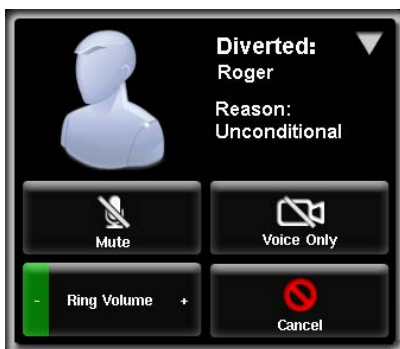 Diverted:
Roger
Reason:
Unconditional
Mute
Voice Only
- Ring Volume +
Cancel